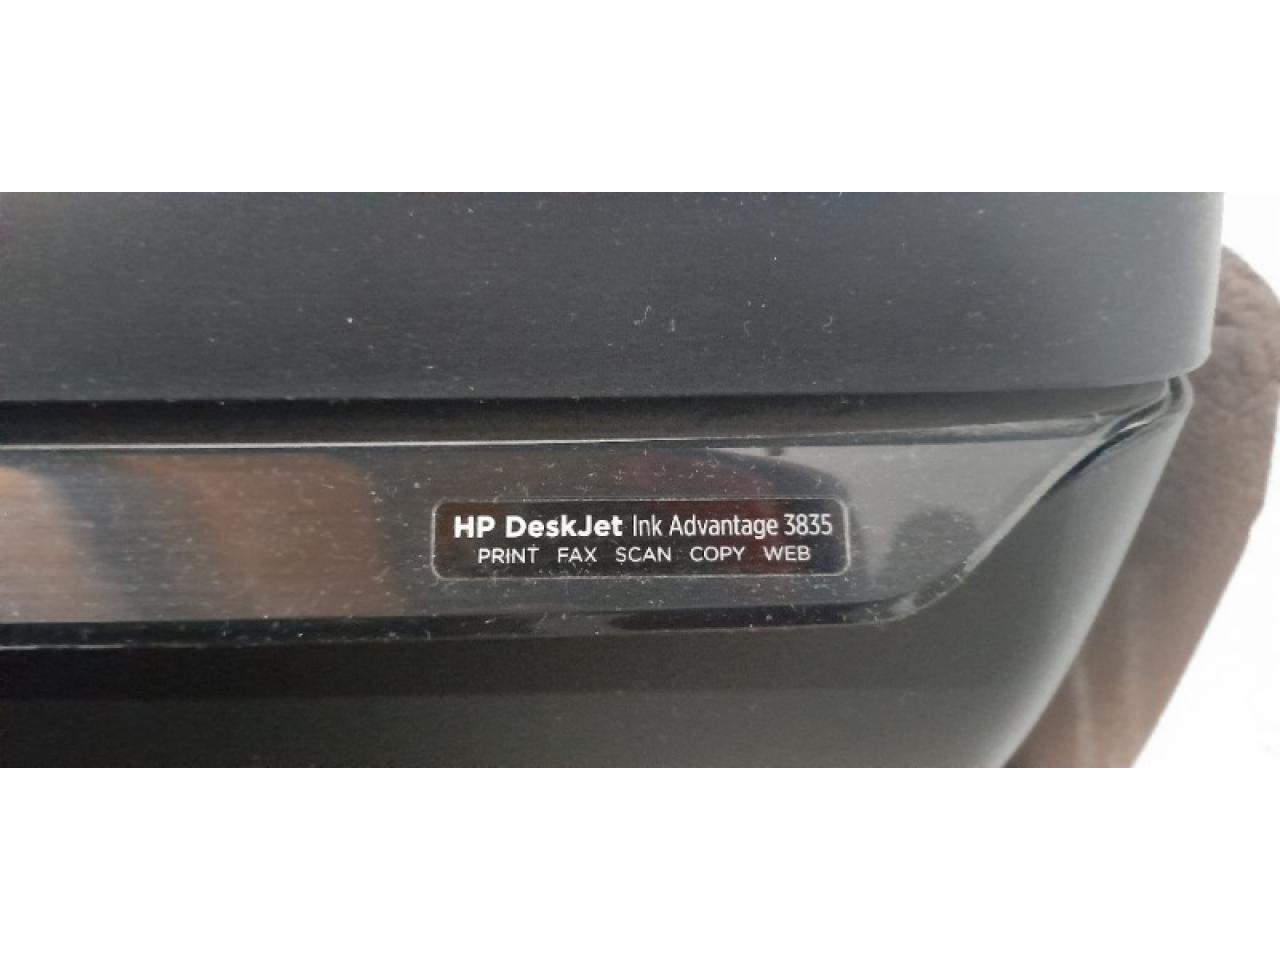 HP DeskJet Ink Advantage 3835
PRINT FAX SCAN COPY WEB